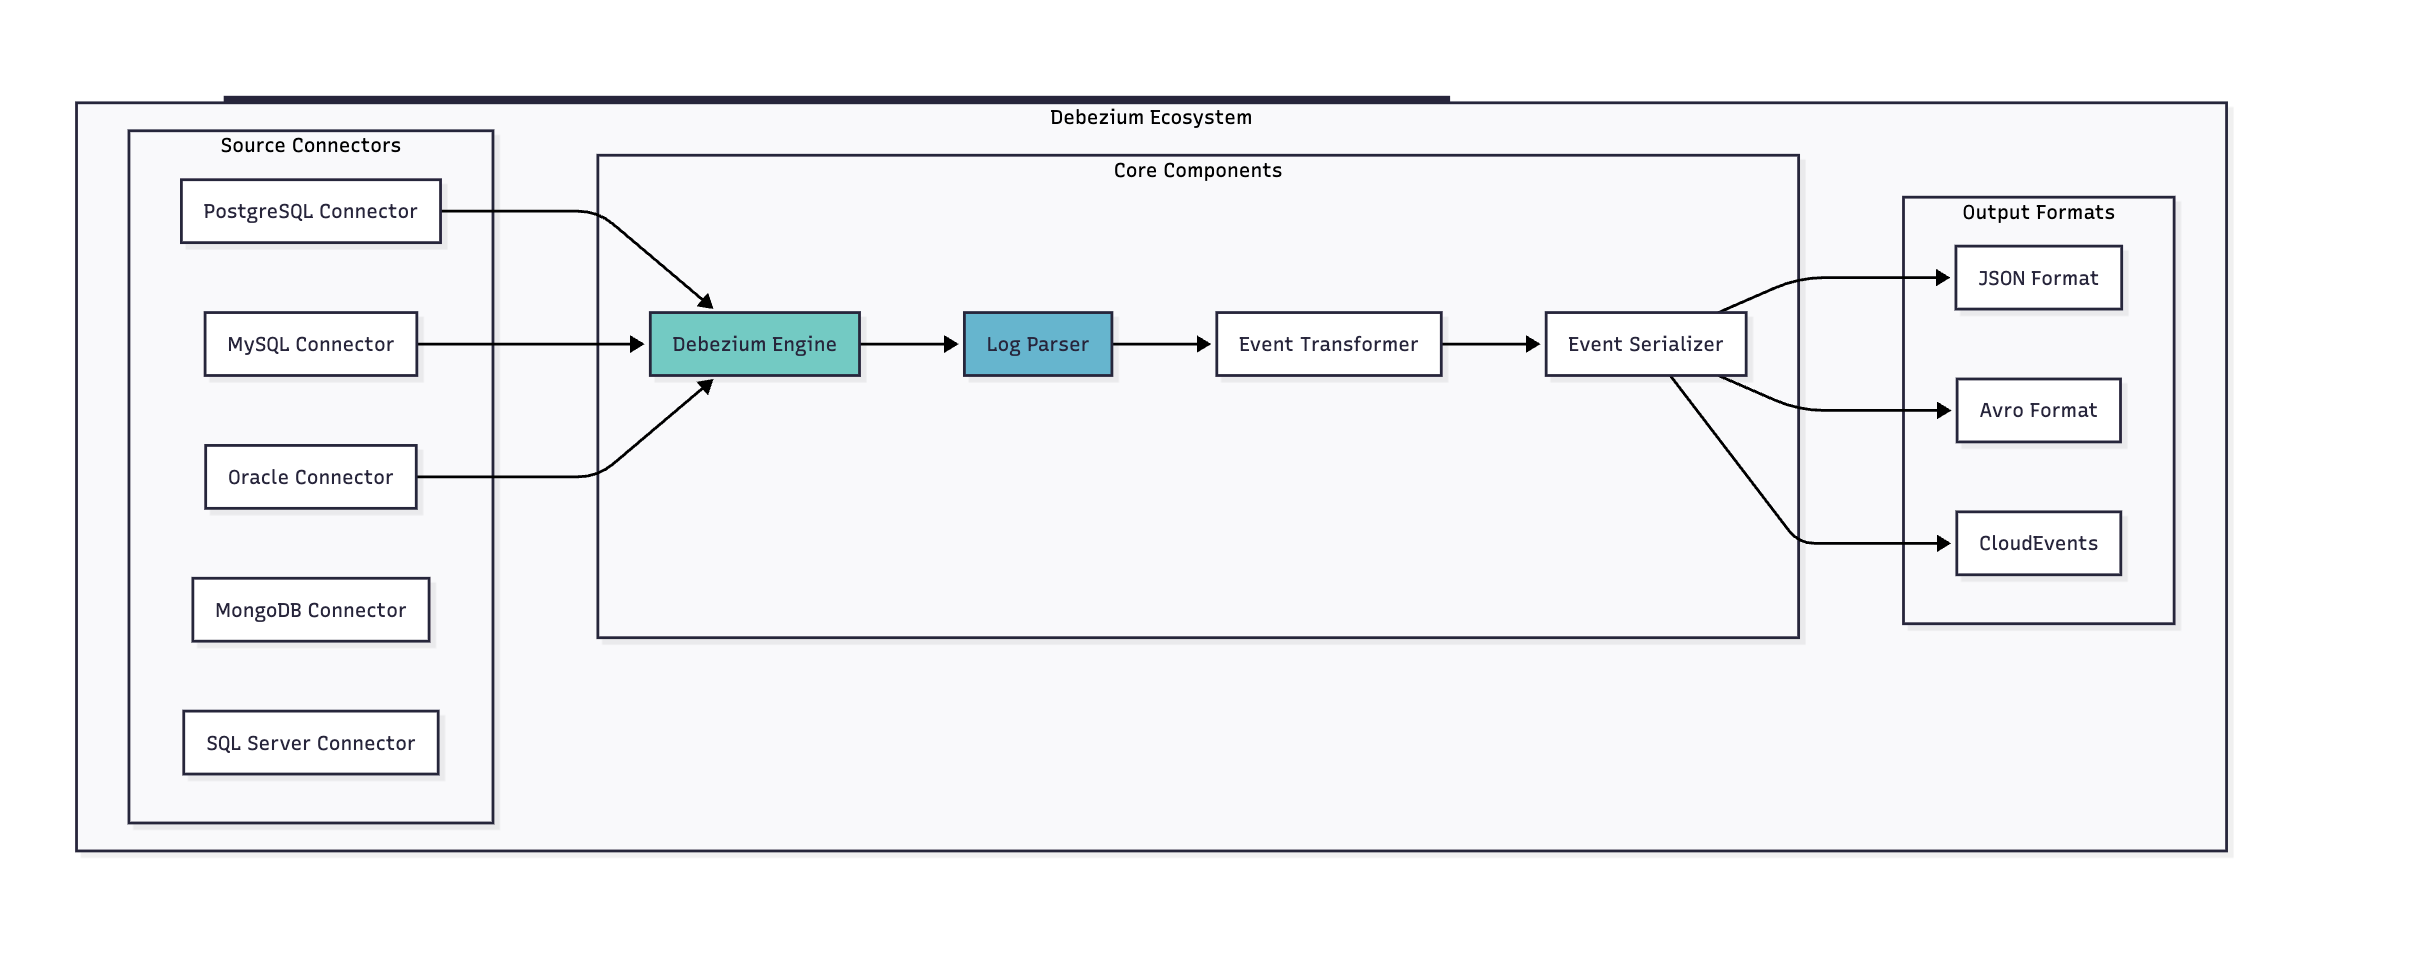 Debezium Ecosystem
Source Connectors
PostgreSQL Connector
MySQL Connector
Oracle Connector
MongoDB Connector
SQL Server Connector
Core Components
Debezium Engine
Log Parser
Event Transformer
Event Serializer
Output Formats
JSON Format
Avro Format
CloudEvents